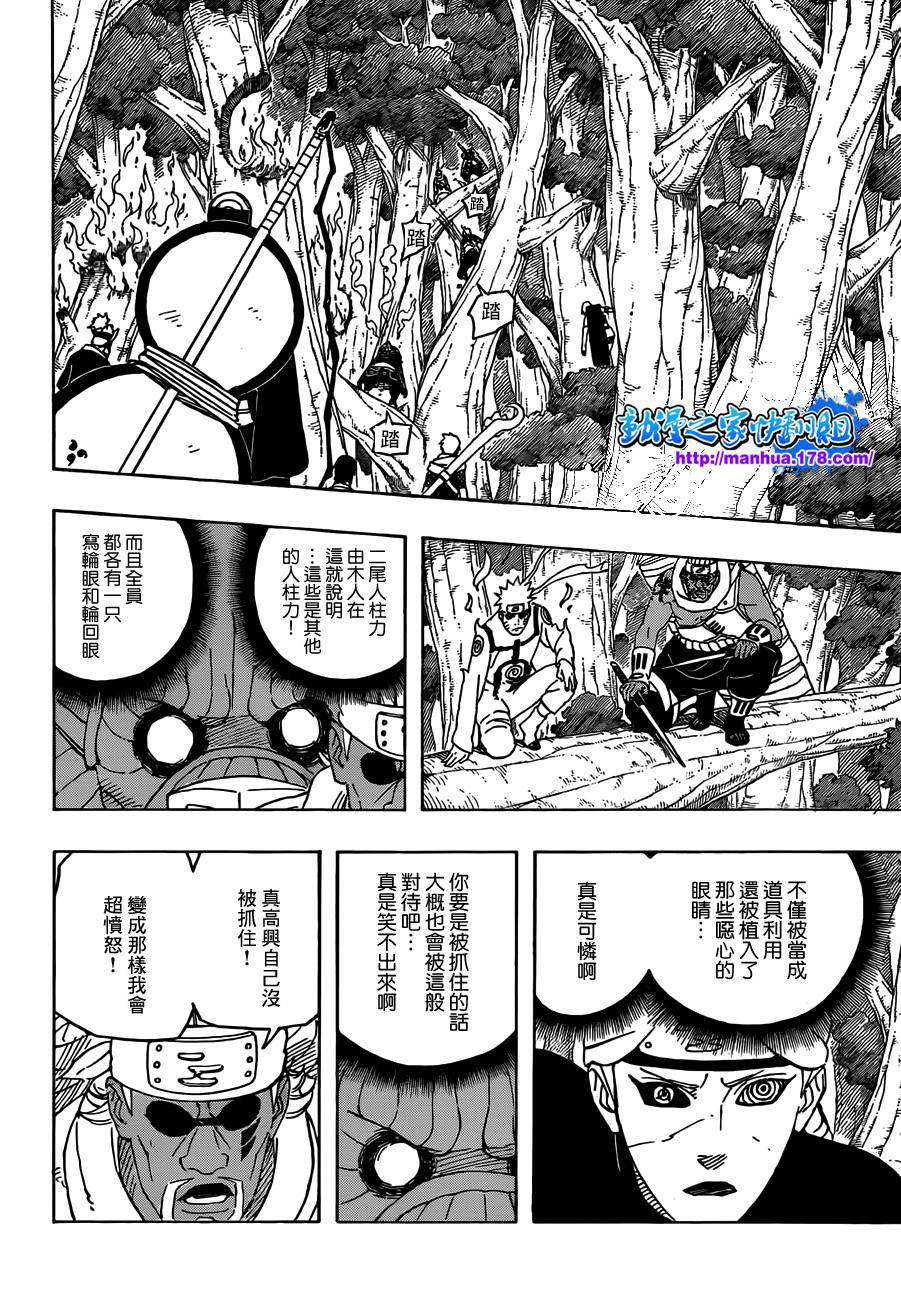 踏
踏
踏
踏
動漫之家快翻組
http://manhua.178.com/
二尾人柱力
由木人在
這就說明
…這些是其他
的人柱力！
而且全員
都各有一只
寫輪眼和輪回眼
不僅被當成
道具利用
還被植入了
那些噁心的
眼睛…
真是可憐啊
你要是被抓住的話
大概也會被這般
對待吧…
真是笑不出來啊
真高興自己沒
被抓住！
變成那樣我會
超憤怒！